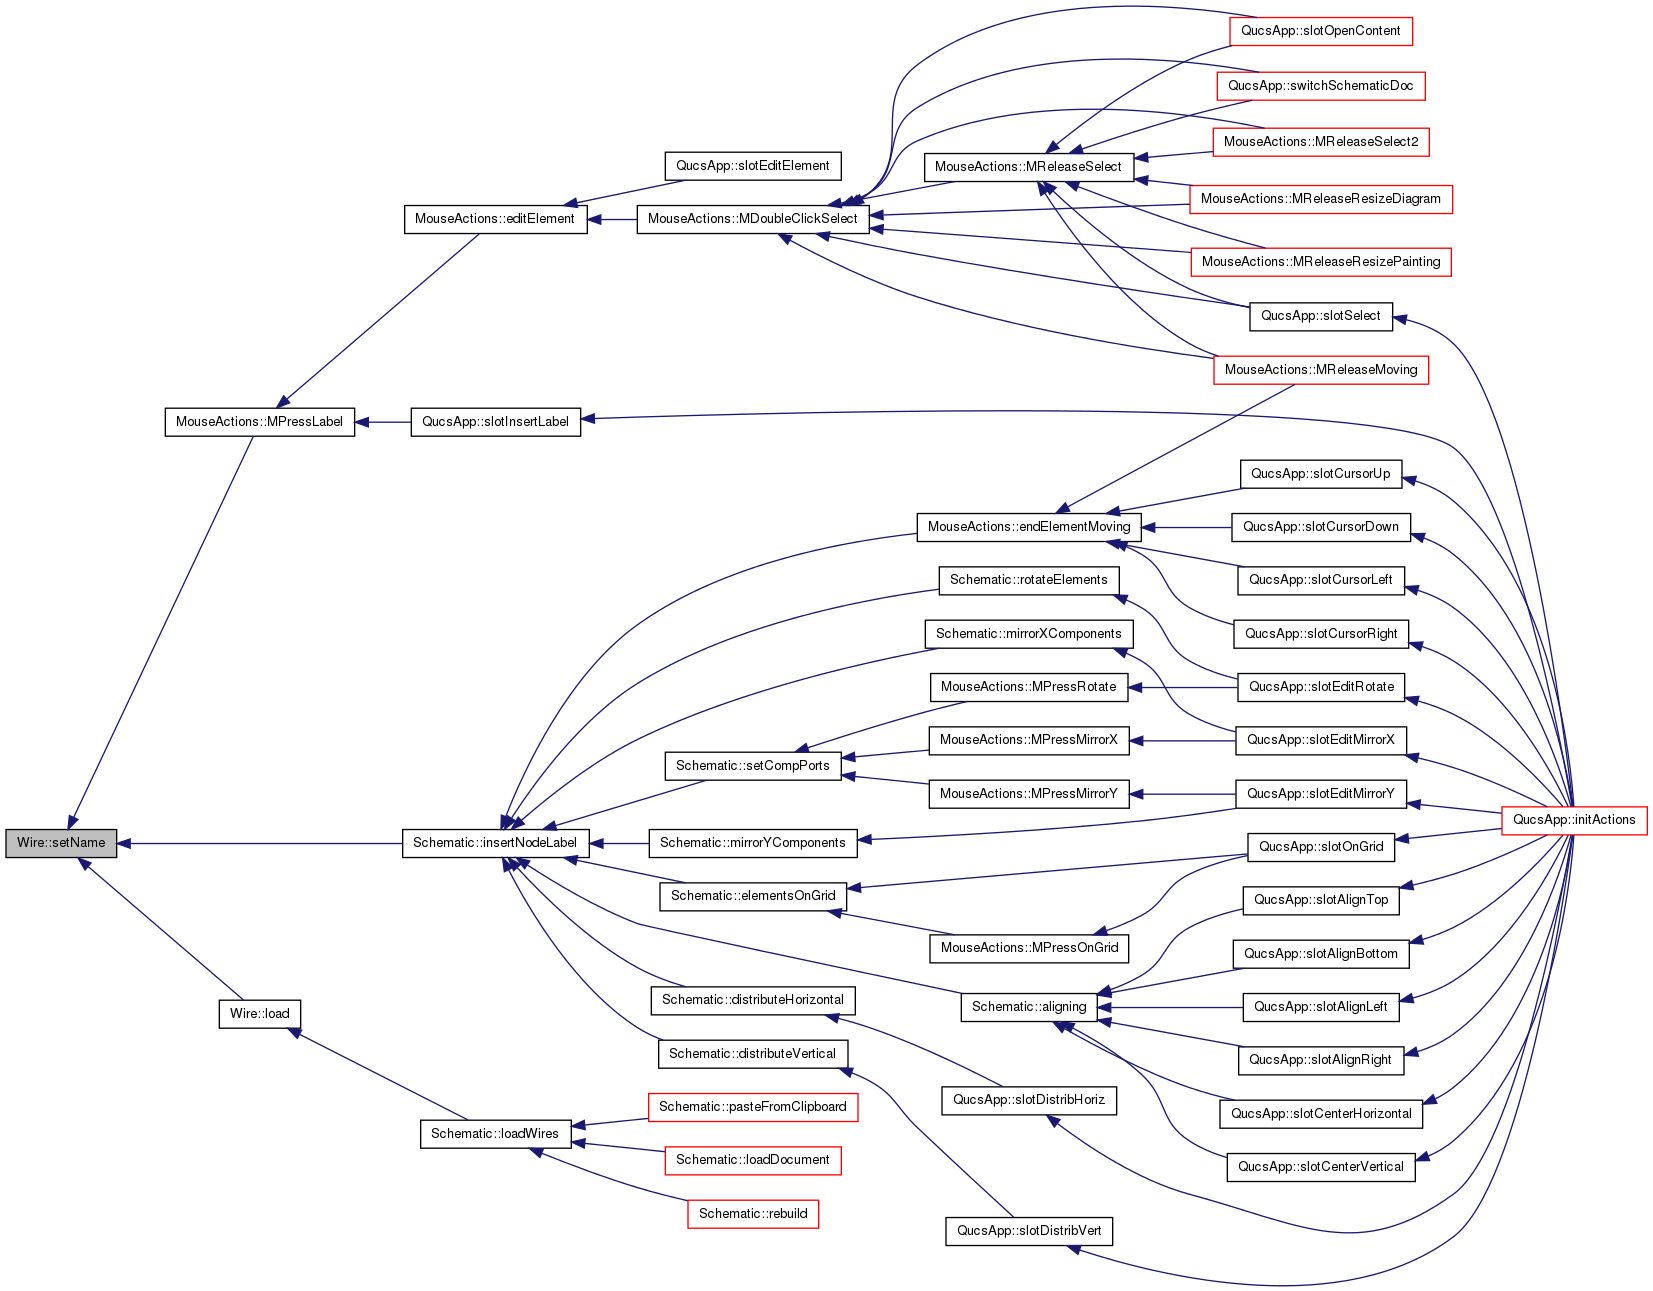 QucsApp::slotOpenContent
QucsApp::switchSchematicDoc
MouseActions::MReleaseSelect2
QucsApp::slotEditElement
MouseActions::MReleaseSelect
MouseActions::MReleaseResizeDiagram
MouseActions::editElement
MouseActions::MDoubleClickSelect
MouseActions::MReleaseResizePainting
QucsApp::slotSelect
MouseActions::MReleaseMoving
MouseActions::MPressLabel
QucsApp::slotInsertLabel
QucsApp::slotCursorUp
MouseActions::endElementMoving
QucsApp::slotCursorDown
Schematic::rotateElements
QucsApp::slotCursorLeft
Schematic::mirrorXComponents
QucsApp::slotCursorRight
MouseActions::MPressRotate
QucsApp::slotEditRotate
MouseActions::MPressMirrorX
QucsApp::slotEditMirrorX
Schematic::setCompPorts
MouseActions::MPressMirrorY
QucsApp::slotEditMirrorY
QucsApp::initActions
Wire::setName
Schematic::insertNodeLabel
Schematic::mirrorYComponents
QucsApp::slotOnGrid
Schematic::elementsOnGrid
QucsApp::slotAlignTop
MouseActions::MPressOnGrid
QucsApp::slotAlignBottom
Schematic::distributeHorizontal
Schematic::aligning
QucsApp::slotAlignLeft
Wire::load
Schematic::distributeVertical
QucsApp::slotAlignRight
QucsApp::slotDistribHoriz
QucsApp::slotCenterHorizontal
Schematic::pasteFromClipboard
Schematic::loadWires
Schematic::loadDocument
QucsApp::slotCenterVertical
Schematic::rebuild
QucsApp::slotDistribVert